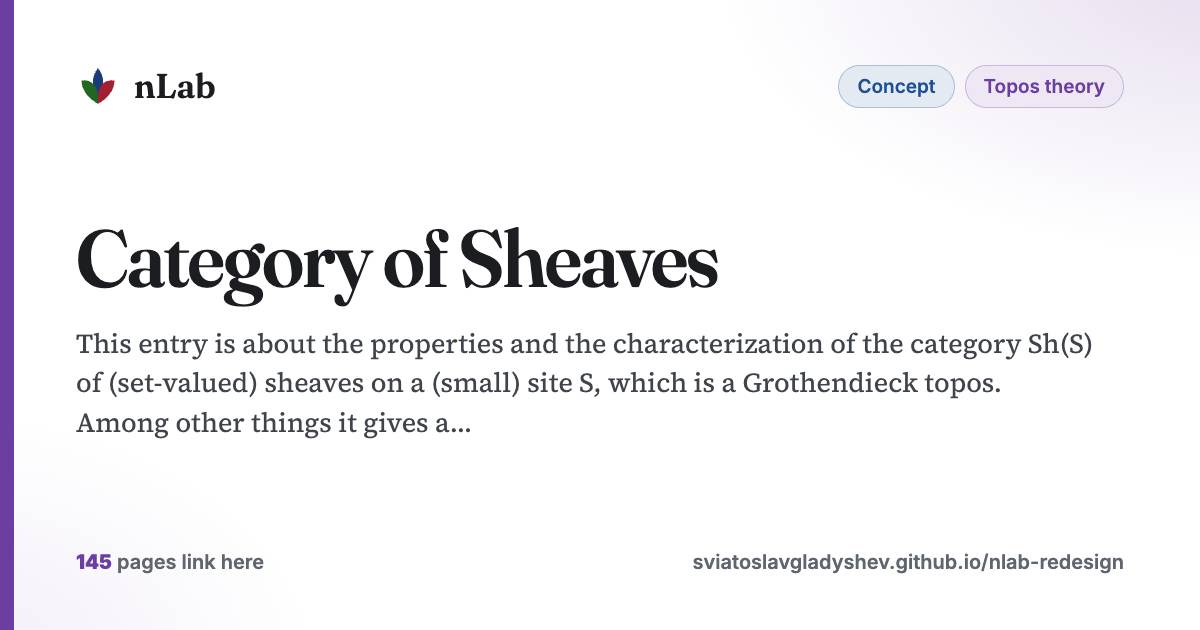 nLab
Concept
Topos theory
Category of Sheaves
This entry is about the properties and the characterization of the category Sh(S)
of (set-valued) sheaves on a (small) site S, which is a Grothendieck topos.
Among other things it gives a...
145 pages link here
sviatoslavgladyshev.github.io/nlab-redesign